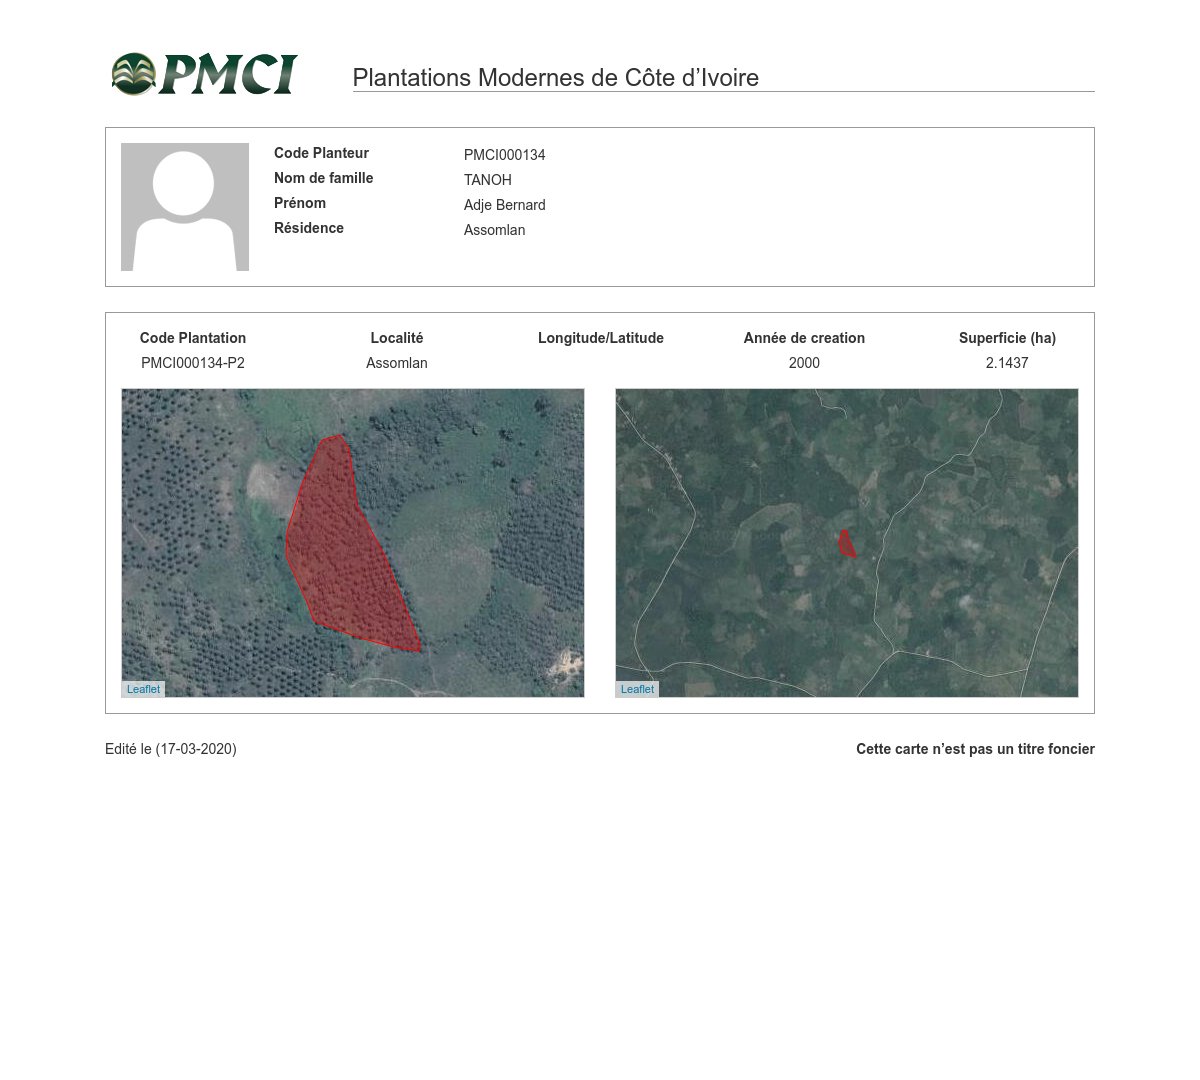 PMCI
Plantations Modernes de Côte d’Ivoire
Code Planteur PMCI000134
Nom de famille TANOH
Prénom Adje Bernard
Résidence Assomlan
Code Plantation Localité Longitude/Latitude Année de creation Superficie (ha)
PMCI000134-P2 Assomlan 2000 2.1437
Leaflet Leaflet
Edité le (17-03-2020) Cette carte n’est pas un titre foncier